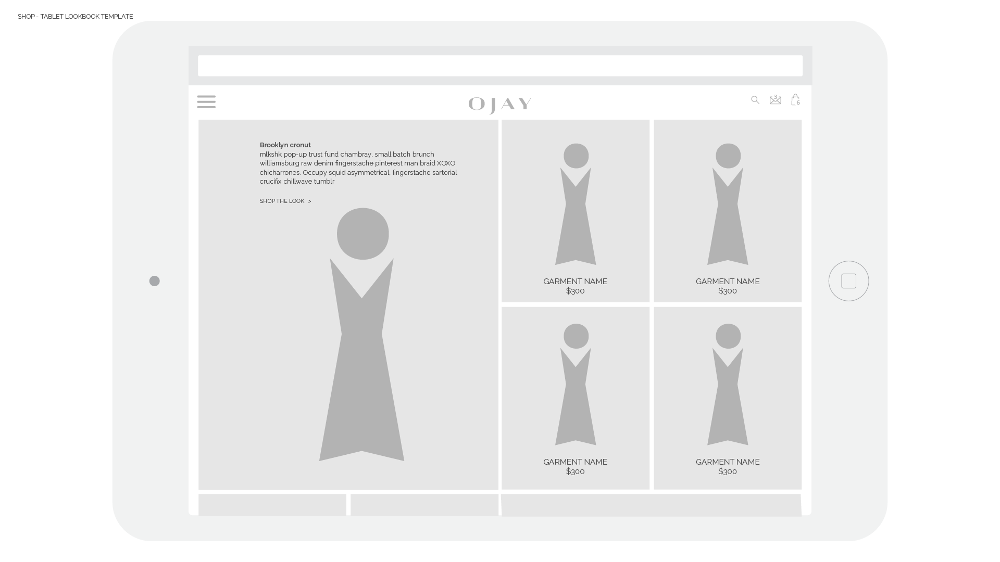 SHOP - TABLET LOOKBOOK TEMPLATE
OJAY
3
6
Brooklyn cronut
mlkshk pop-up trust fund chambray, small batch brunch
williamsburg raw denim fingerstache pinterest man braid XOXO
chicharrones. Occupy squid asymmetrical, fingerstache sartorial
crucifix chillwave tumblr
SHOP THE LOOK >
GARMENT NAME
$300
GARMENT NAME
$300
GARMENT NAME
$300
GARMENT NAME
$300